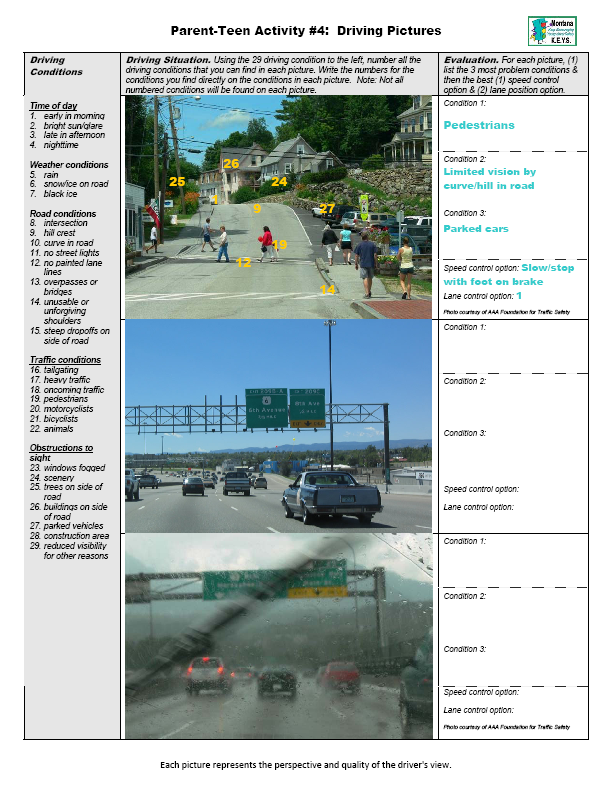 Parent-Teen Activity #4: Driving Pictures
Montana
K.E.Y.S.
Driving
Conditions
Driving Situation. Using the 29 driving condition to the left, number all the
driving conditions that you can find in each picture. Write the numbers for the
conditions you find directly on the conditions in each picture. Note: Not all
numbered conditions will be found on each picture.
Evaluation. For each picture, (1)
list the 3 most problem conditions &
then the best (1) speed control
option & (2) lane position option.
Time of day
1. early in morning
2. bright sun/glare
3. late in afternoon
4. nighttime
Weather conditions
5. rain
6. snow/ice on road
7. black ice
Road conditions
8. intersection
9. hill crest
10. curve in road
11. no street lights
12. no painted lane
lines
13. overpasses or
bridges
14. unusable or
unforgiving
shoulders
15. steep dropoffs on
side of road
Traffic conditions
16. tailgating
17. heavy traffic
18. oncoming traffic
19. pedestrians
20. motorcyclists
21. bicyclists
22. animals
Obstructions to
sight
23. windows fogged
24. scenery
25. trees on side of
road
26. buildings on side
of road
27. parked vehicles
28. construction area
29. reduced visibility
for other reasons
26
25
24
1
9
27
19
12
14
Condition 1:
Pedestrians
Condition 2:
Limited vision by
curve/hill in road
Condition 3:
Parked cars
Speed control option: Slow/stop
with foot on brake
Lane control option: 1
Photo courtesy of AAA Foundation for Traffic Safety
6
6th Avenue
8th Ave
Condition 1:
Condition 2:
Condition 3:
Speed control option:
Lane control option:
Condition 1:
Condition 2:
Condition 3:
Speed control option:
Lane control option:
Photo courtesy of AAA Foundation for Traffic Safety
Each picture represents the perspective and quality of the driver's view.